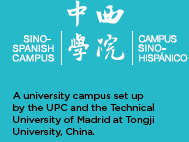 中西
學院
SINO-
SPANISH
CAMPUS
CAMPUS
SINO-
HISPÁNICO
A university campus set up
by the UPC and the Technical
University of Madrid at Tongji
University, China.